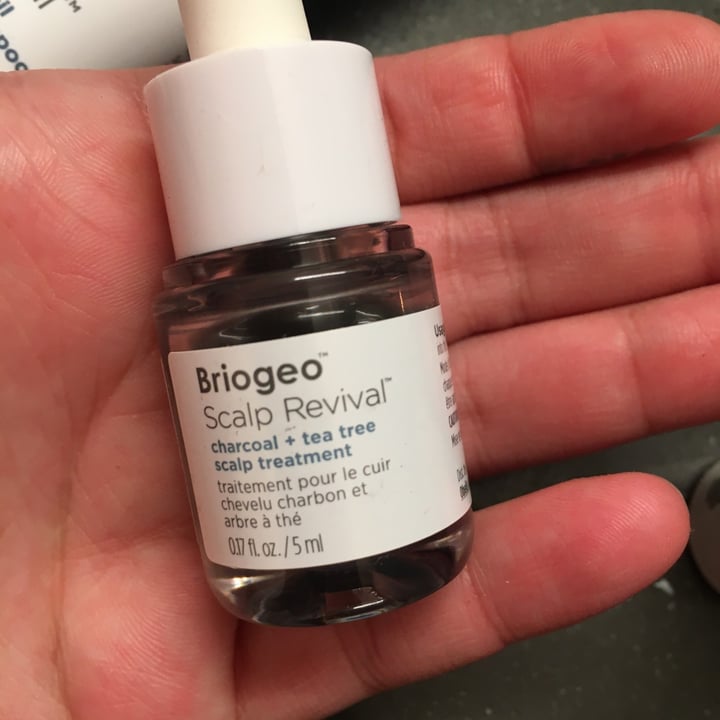 Briogeo™
Scalp Revival™
charcoal + tea tree
scalp treatment
traitement pour le cuir
chevelu charbon et
arbre à thé
0.17 fl. oz. / 5 ml